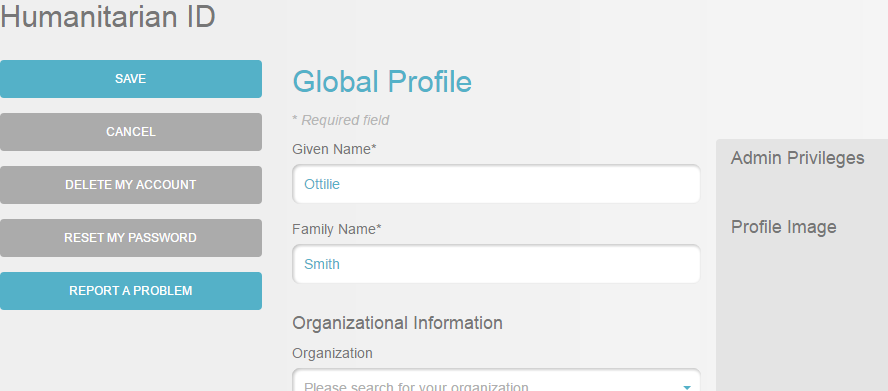 Humanitarian ID
SAVE
CANCEL
DELETE MY ACCOUNT
RESET MY PASSWORD
REPORT A PROBLEM
Global Profile
* Required field
Given Name*
Ottilie
Family Name*
Smith
Organizational Information
Organization
Please search for your organization
Admin Privileges
Profile Image